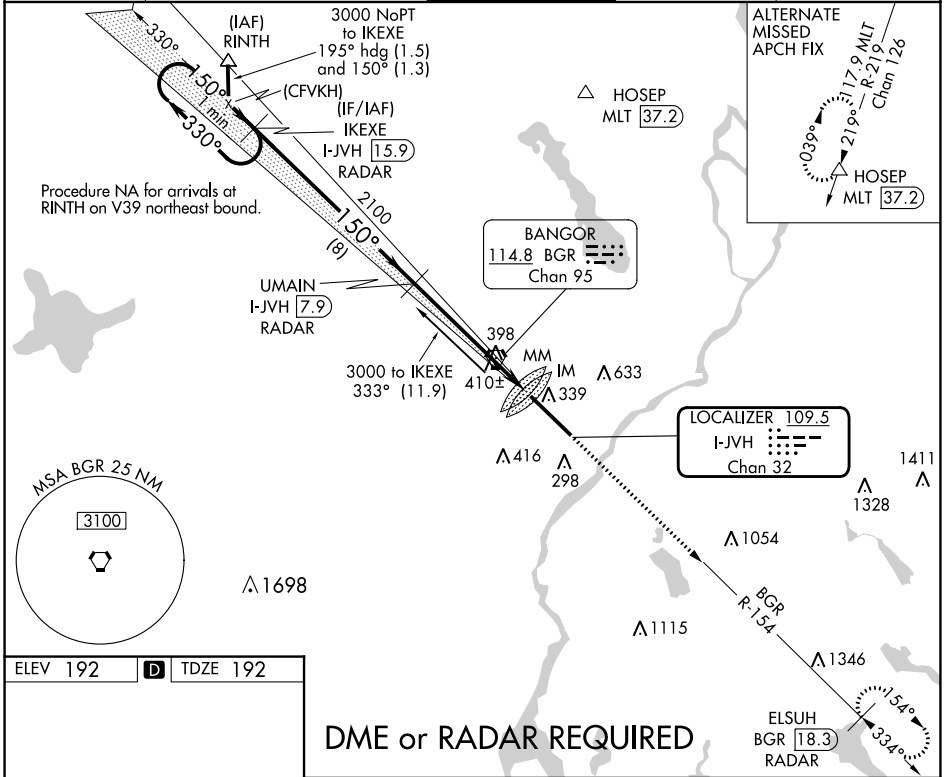 (IAF)
RINTH
3000 NoPT
to IKEXE
195° hdg (1.5)
and 150° (1.3)
(CFVKH)
(IF/IAF)
IKEXE
I-JVH 15.9
RADAR
330°
150°
1 min
330°
HOSEP
MLT 37.2
ALTERNATE
MISSED
APCH FIX
117.9 MLT
R-219
Chan 126
039°
219°
HOSEP
MLT 37.2
Procedure NA for arrivals at
RINTH on V39 northeast bound.
2100
150°
(8)
BANGOR
114.8 BGR
Chan 95
UMAIN
I-JVH 7.9
RADAR
3000 to IKEXE
333° (11.9)
398
410±
MM
IM
339
633
LOCALIZER 109.5
I-JVH
Chan 32
416
298
1411
1328
MSA BGR 25 NM
3100
1054
1698
BGR
R-154
1115
1346
ELEV 192 D TDZE 192
154°
334°
ELSUH
BGR 18.3
RADAR
DME or RADAR REQUIRED